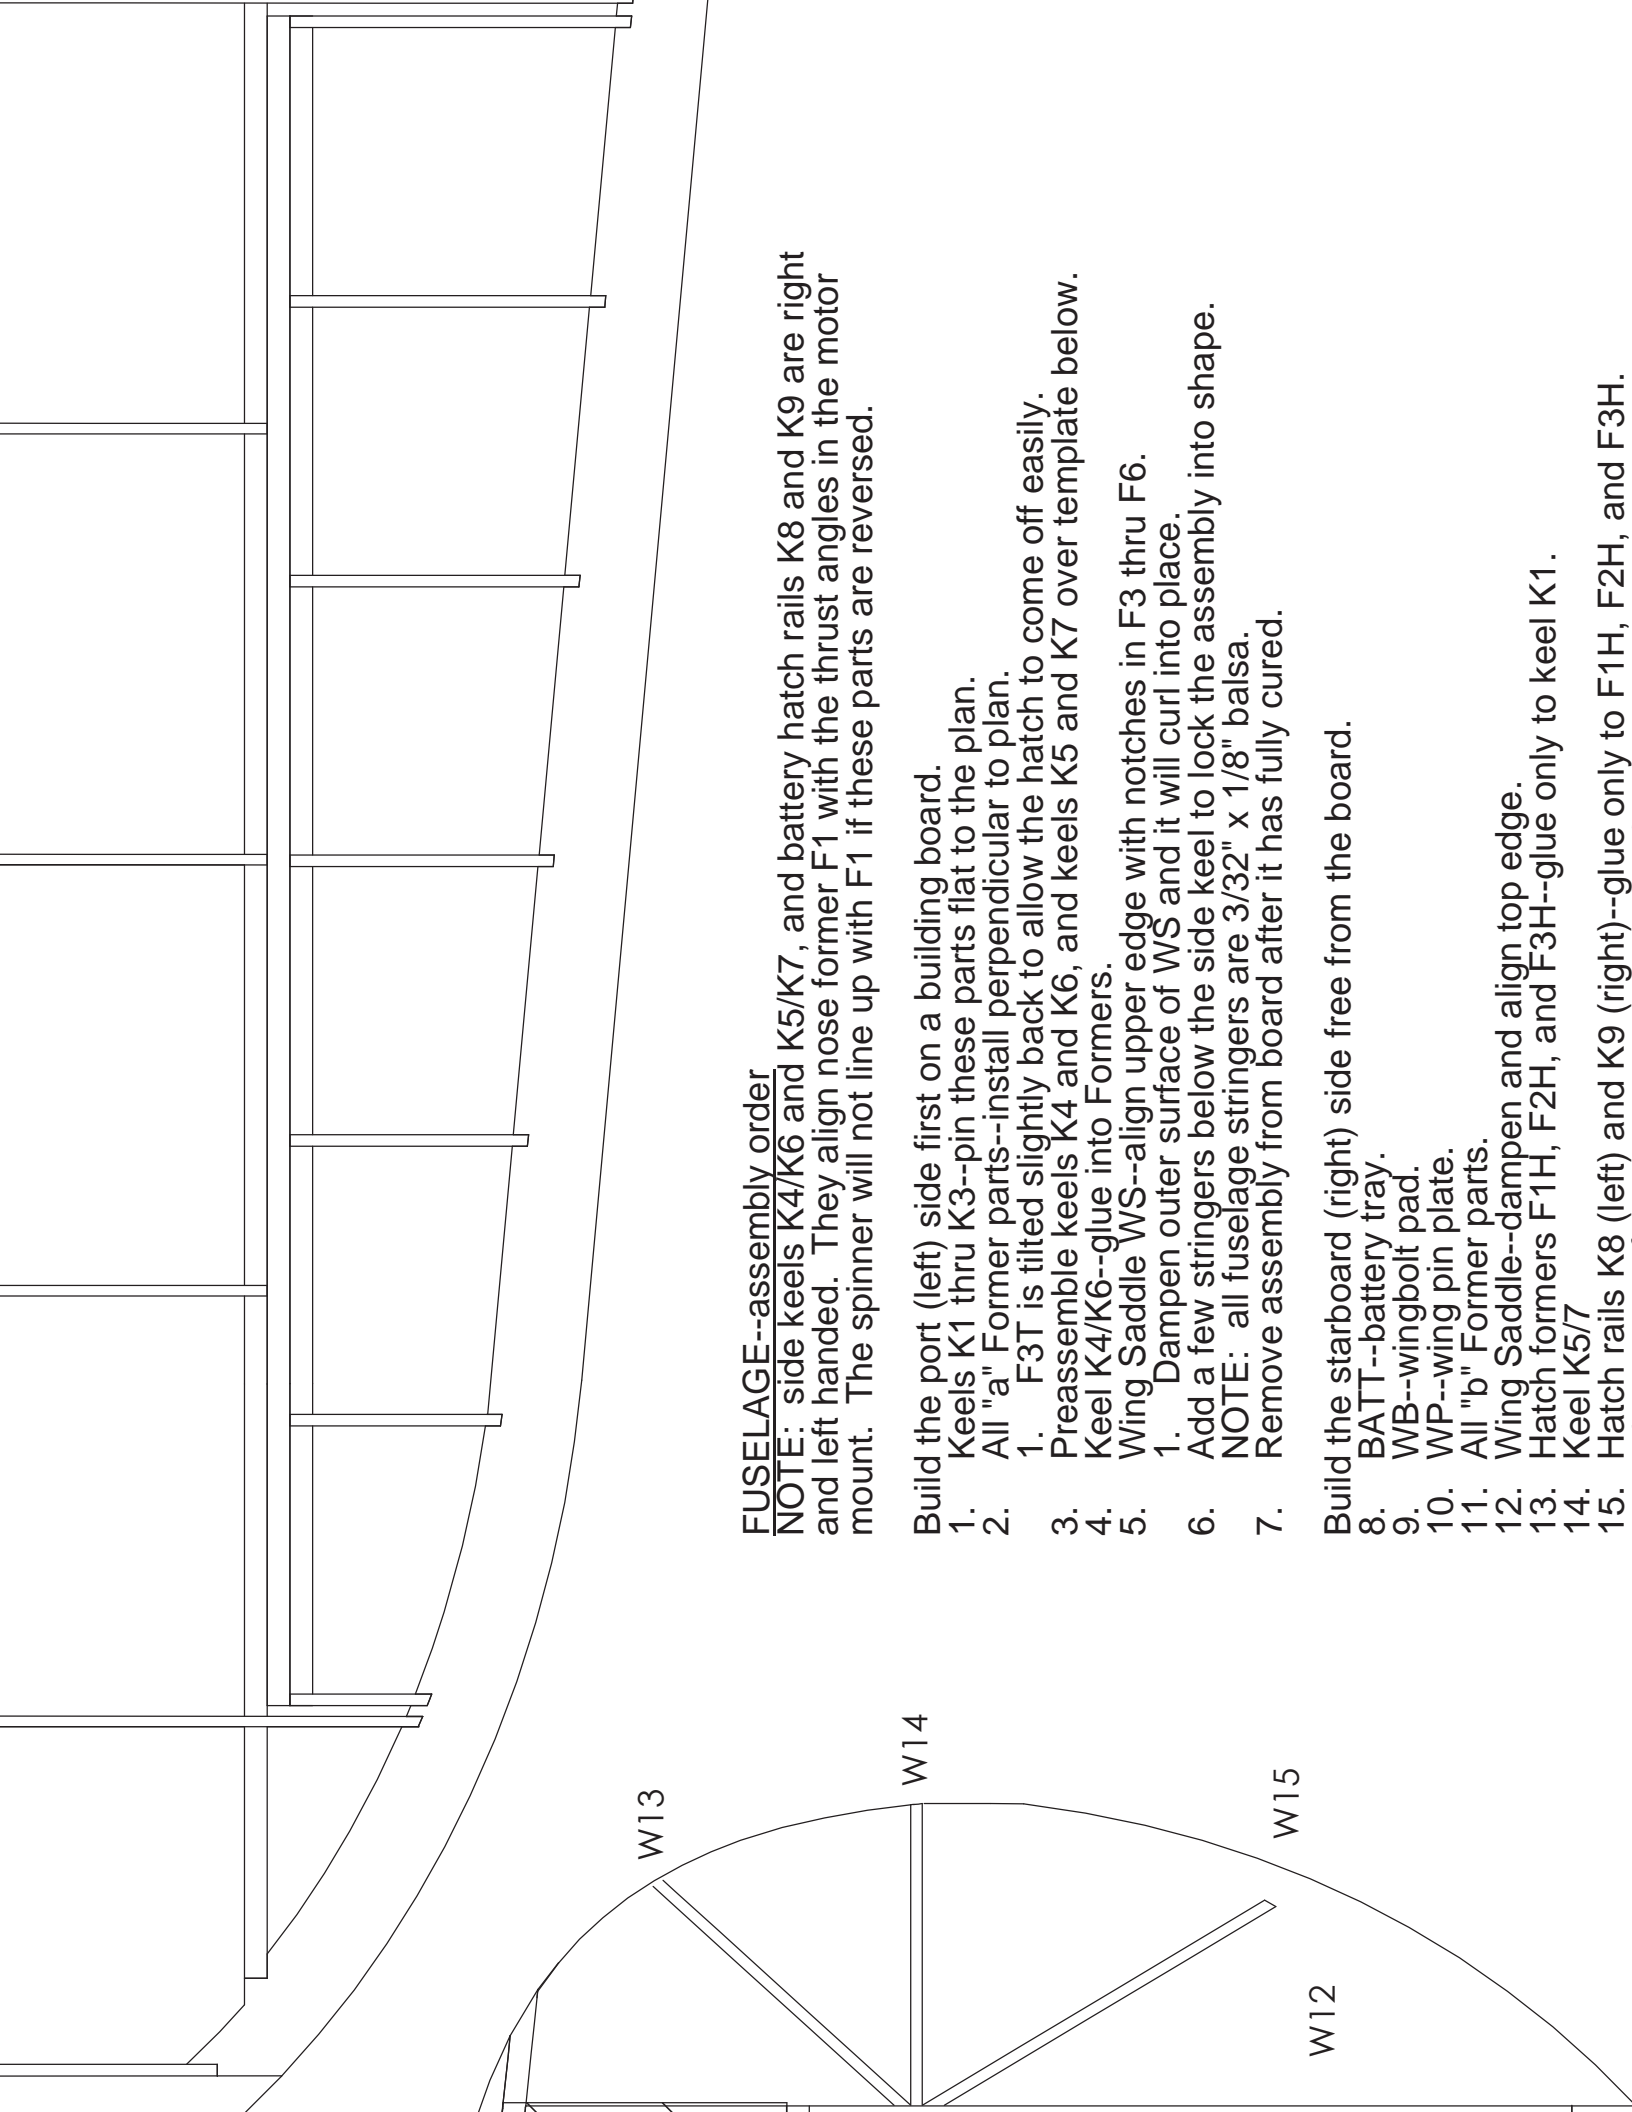 FUSELAGE--assembly order
NOTE:  side keels K4/K6 and K5/K7, and battery hatch rails K8 and K9 are right
and left handed.  They align nose former F1 with the thrust angles in the motor
mount.  The spinner will not line up with F1 if these parts are reversed.
Build the port (left) side first on a building board.
1. Keels K1 thru K3--pin these parts flat to the plan.
2. All "a" Former parts--install perpendicular to plan.
1. F3T is tilted slightly back to allow the hatch to come off easily.
3. Preassemble keels K4 and K6, and keels K5 and K7 over template below.
4. Keel K4/K6--glue into Formers.
5. Wing Saddle WS--align upper edge with notches in F3 thru F6.
1. Dampen outer surface of WS and it will curl into place.
6. Add a few stringers below the side keel to lock the assembly into shape.
NOTE:  all fuselage stringers are 3/32" x 1/8" balsa.
7. Remove assembly from board after it has fully cured.
Build the starboard (right) side free from the board.
8. BATT--battery tray.
9. WB--wingbolt pad.
10. WP--wing pin plate.
11. All "b" Former parts.
12. Wing Saddle--dampen and align top edge.
13. Hatch formers F1H, F2H, and F3H--glue only to keel K1.
14. Keel K5/7
15. Hatch rails K8 (left) and K9 (right)--glue only to F1H, F2H, and F3H.
W13
W14
W15
W12